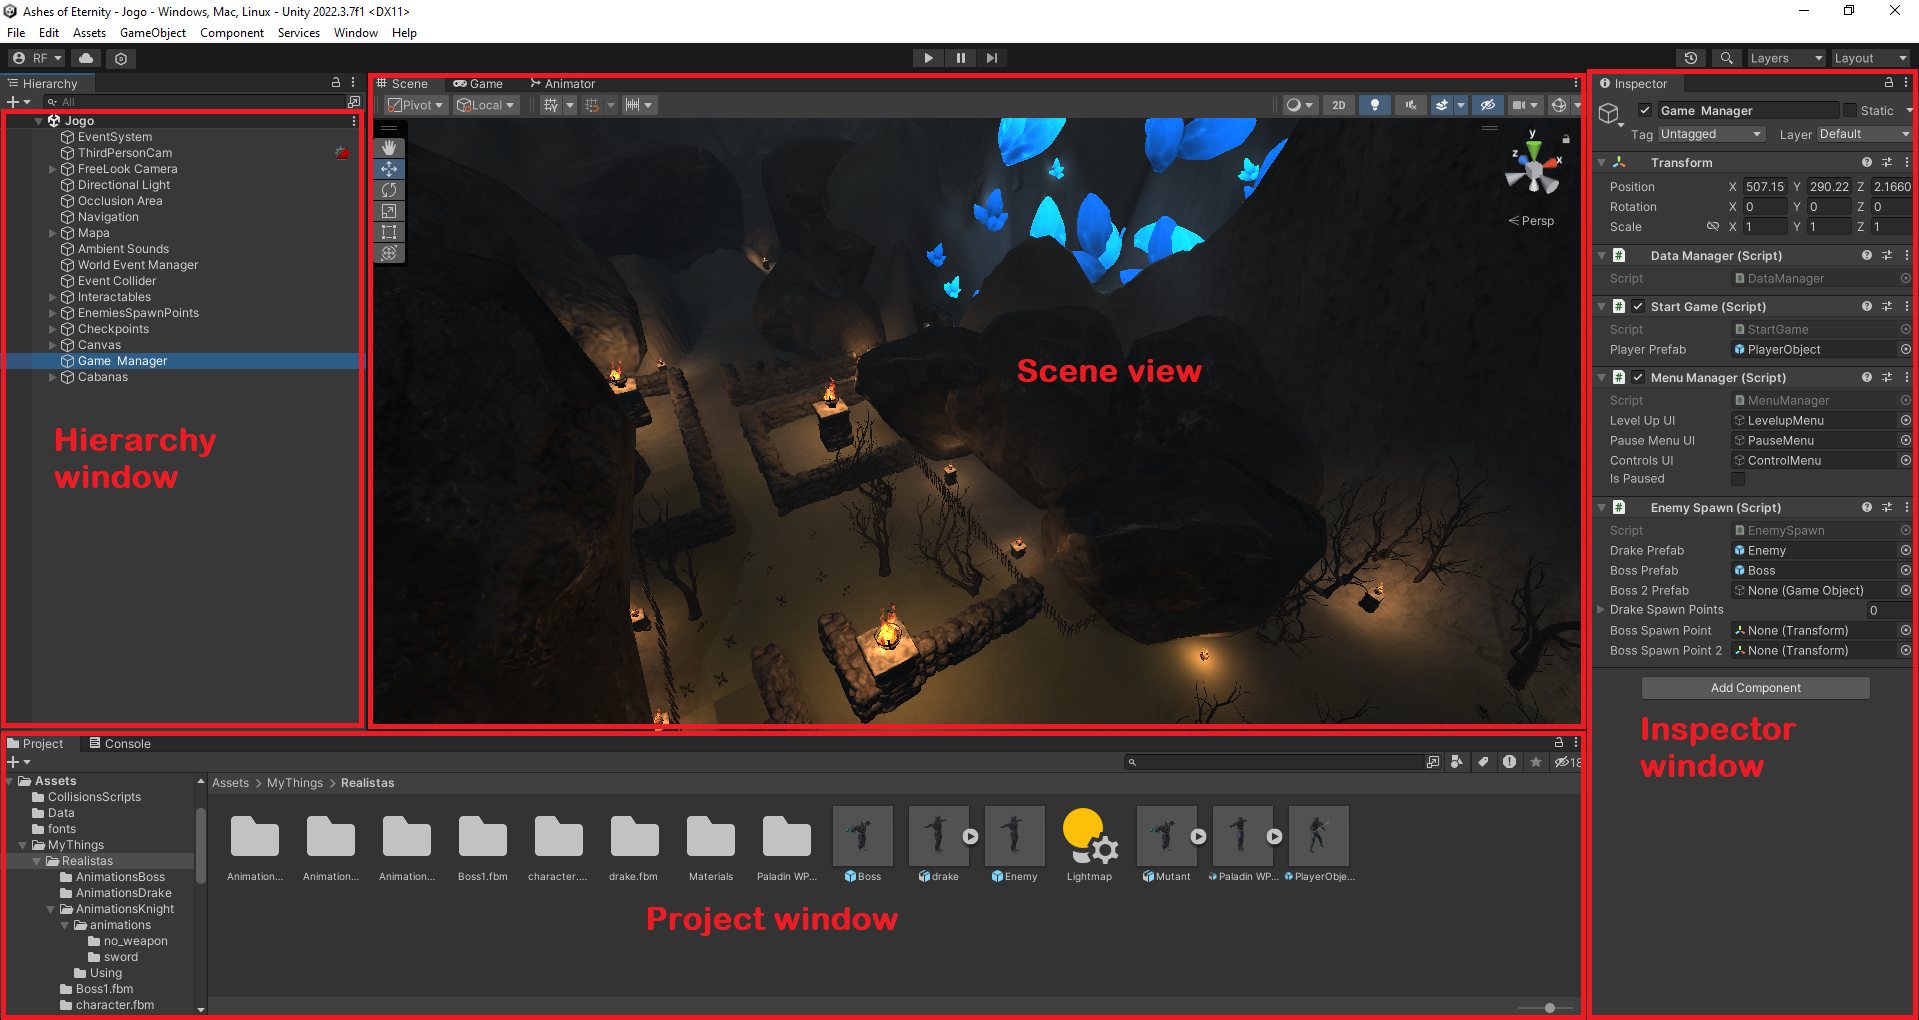 Ashes of Eternity - Jogo - Windows, Mac, Linux - Unity 2022.3.7f1 <DX11>
File Edit Assets GameObject Component Services Window Help
RF
Layers Layout
Hierarchy
All
Jogo
EventSystem
ThirdPersonCam
FreeLook Camera
Directional Light
Occlusion Area
Navigation
Mapa
Ambient Sounds
World Event Manager
Event Collider
Interactables
EnemiesSpawnPoints
Checkpoints
Canvas
Game Manager
Cabanas
Hierarchy
window
Scene Game Animator
Pivot Local 2D
y
z x
Persp
Scene view
Inspector
Game Manager Static
Tag Untagged Layer Default
Transform
Position X 507.15 Y 290.22 Z 2.1660
Rotation X 0 Y 0 Z 0
Scale X 1 Y 1 Z 1
Data Manager (Script)
Script DataManager
Start Game (Script)
Script StartGame
Player Prefab PlayerObject
Menu Manager (Script)
Script MenuManager
Level Up UI LevelupMenu
Pause Menu UI PauseMenu
Controls UI ControlMenu
Is Paused
Enemy Spawn (Script)
Script EnemySpawn
Drake Prefab Enemy
Boss Prefab Boss
Boss 2 Prefab None (Game Object)
Drake Spawn Points 0
Boss Spawn Point None (Transform)
Boss Spawn Point 2 None (Transform)
Add Component
Inspector
window
Project Console
18
Assets
CollisionsScripts
Data
fonts
MyThings
Realistas
AnimationsBoss
AnimationsDrake
AnimationsKnight
animations
no_weapon
sword
Using
Boss1.fbm
character.fbm
Assets > MyThings > Realistas
Animation... Animation... Animation... Boss1.fbm character.... drake.fbm Materials Paladin WP... Boss drake Enemy Lightmap Mutant Paladin WP... PlayerObje...
Project window